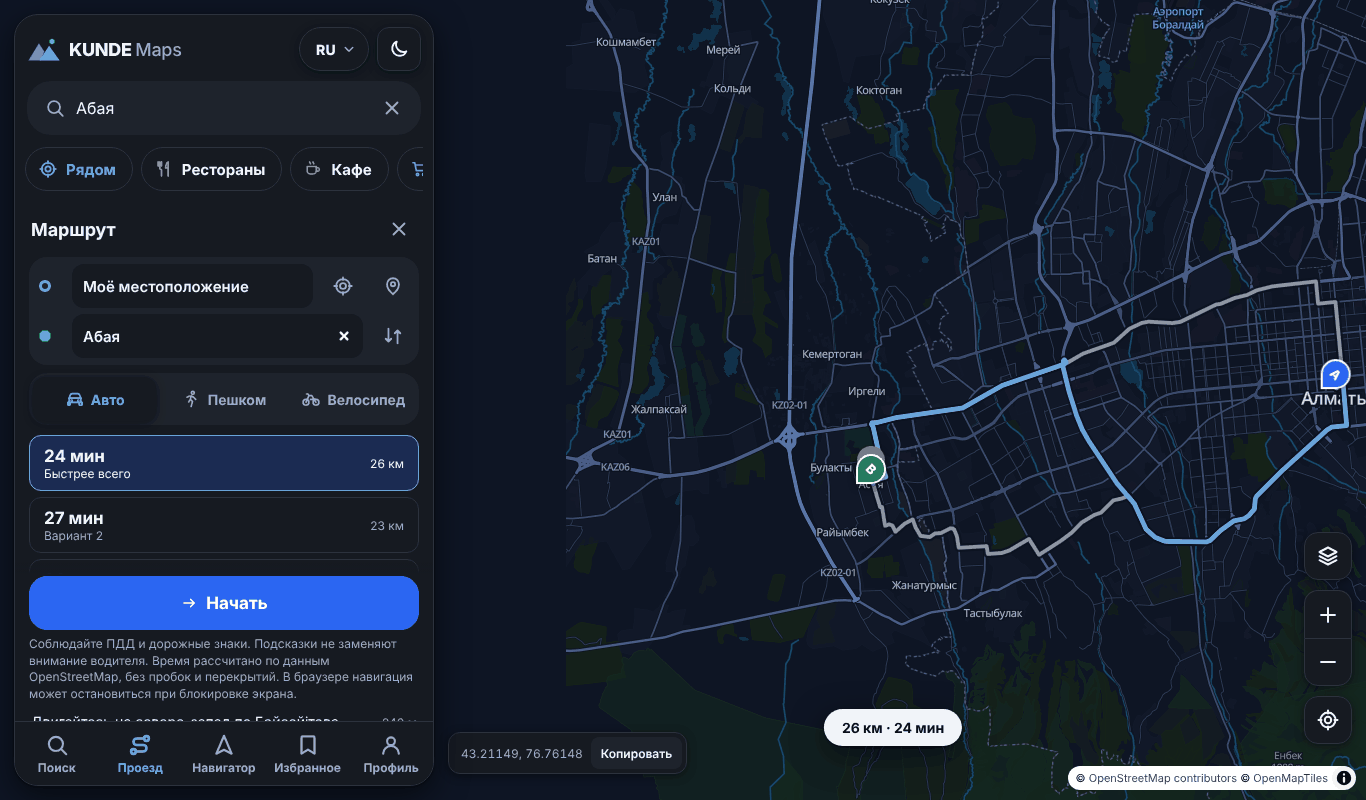 KUNDE Maps
RU
Абая
Рядом
Рестораны
Кафе
Маршрут
Моё местоположение
Абая
Авто
Пешком
Велосипед
24 мин
Быстрее всего
26 км
27 мин
Вариант 2
23 км
→ Начать
Соблюдайте ПДД и дорожные знаки. Подсказки не заменяют
внимание водителя. Время рассчитано по данным
OpenStreetMap, без пробок и перекрытий. В браузере навигация
может остановиться при блокировке экрана.
Поиск
Проезд
Навигатор
Избранное
Профиль
43.21149, 76.76148
Копировать
Кошмамбет
Мерей
Кольди
Коктоган
Аэропорт
Боралдай
Улан
KAZ01
Батан
Кемертоган
Иргели
KZ02-01
Жалпаксай
KAZ01
KAZ06
Булакты
B
Алматы
Райымбек
KZ02-01
Жанатурмыс
Тастыбулак
Енбек
26 км · 24 мин
© OpenStreetMap contributors © OpenMapTiles